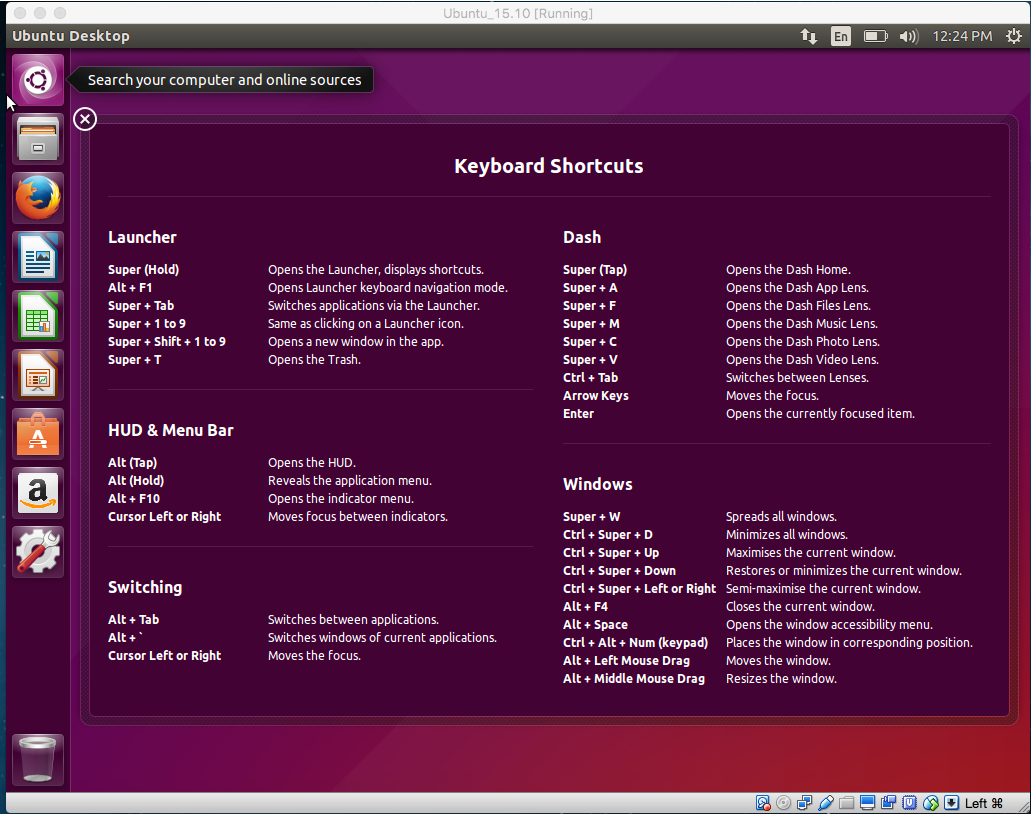 Ubuntu_15.10 [Running]
Ubuntu Desktop
En
12:24 PM
Search your computer and online sources
Keyboard Shortcuts
Launcher
Super (Hold) Opens the Launcher, displays shortcuts.
Alt + F1 Opens Launcher keyboard navigation mode.
Super + Tab Switches applications via the Launcher.
Super + 1 to 9 Same as clicking on a Launcher icon.
Super + Shift + 1 to 9 Opens a new window in the app.
Super + T Opens the Trash.
HUD & Menu Bar
Alt (Tap) Opens the HUD.
Alt (Hold) Reveals the application menu.
Alt + F10 Opens the indicator menu.
Cursor Left or Right Moves focus between indicators.
Switching
Alt + Tab Switches between applications.
Alt + ` Switches windows of current applications.
Cursor Left or Right Moves the focus.
Dash
Super (Tap) Opens the Dash Home.
Super + A Opens the Dash App Lens.
Super + F Opens the Dash Files Lens.
Super + M Opens the Dash Music Lens.
Super + C Opens the Dash Photo Lens.
Super + V Opens the Dash Video Lens.
Ctrl + Tab Switches between Lenses.
Arrow Keys Moves the focus.
Enter Opens the currently focused item.
Windows
Super + W Spreads all windows.
Ctrl + Super + D Minimizes all windows.
Ctrl + Super + Up Maximises the current window.
Ctrl + Super + Down Restores or minimizes the current window.
Ctrl + Super + Left or Right Semi-maximise the current window.
Alt + F4 Closes the current window.
Alt + Space Opens the window accessibility menu.
Ctrl + Alt + Num (keypad) Places the window in corresponding position.
Alt + Left Mouse Drag Moves the window.
Alt + Middle Mouse Drag Resizes the window.
a
Left ⌘